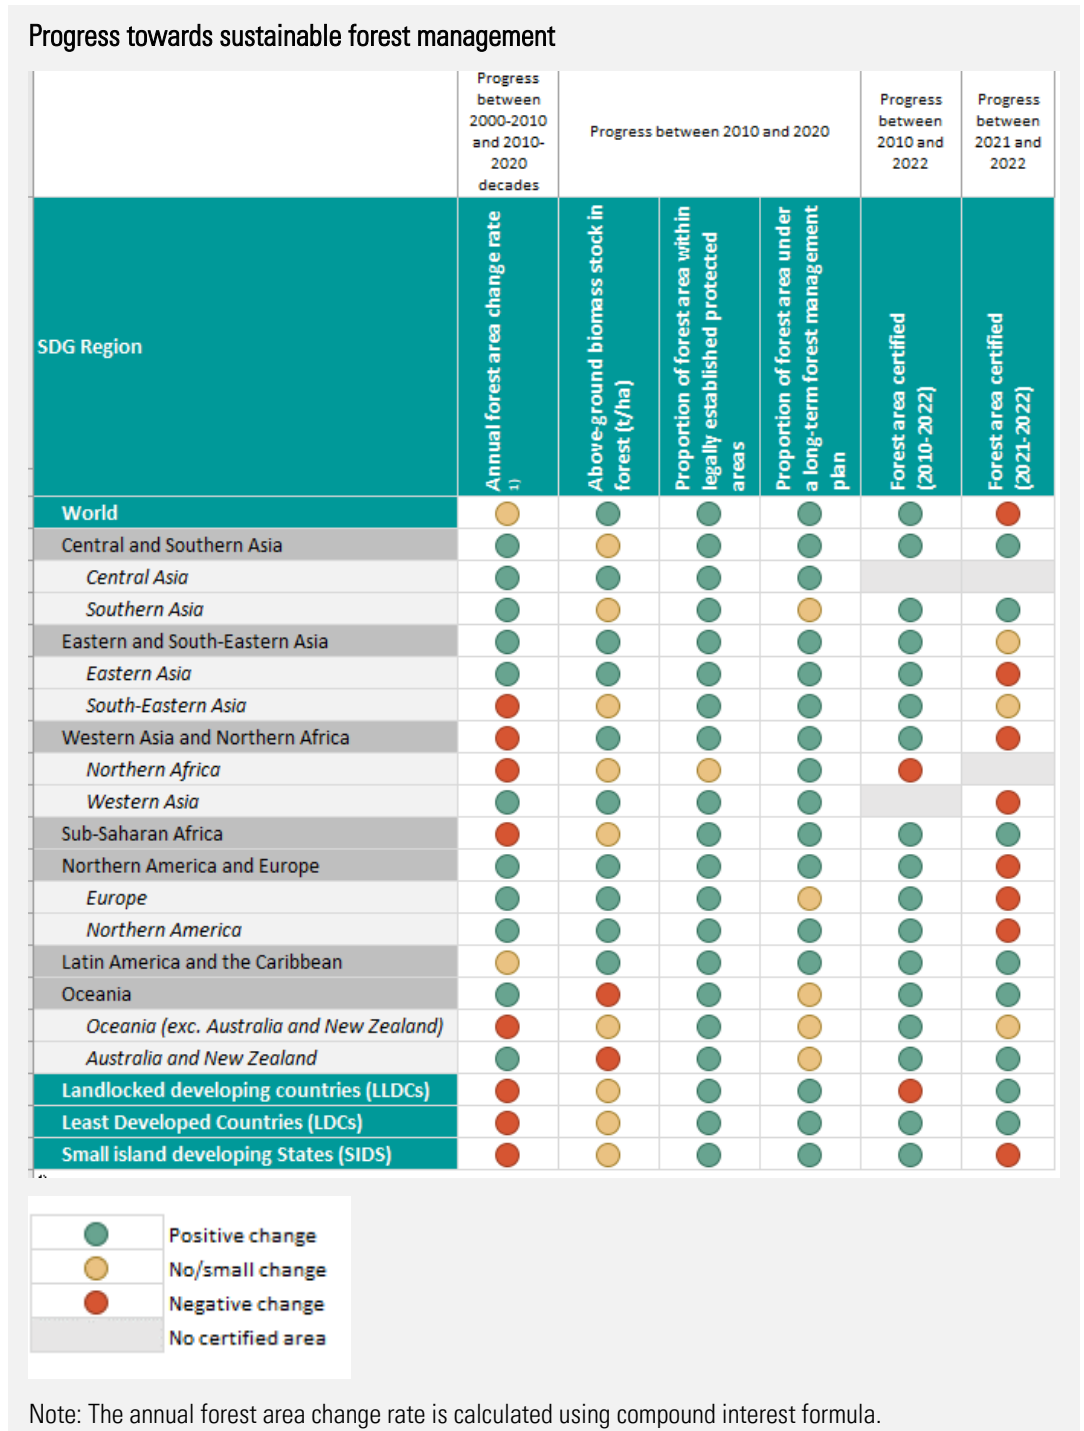 Progress towards sustainable forest management
Progress
between
2000-2010
and 2010-
2020
decades
Progress between 2010 and 2020
Progress
between
2010 and
2022
Progress
between
2021 and
2022
SDG Region
Annual forest area change rate
1)
Above-ground biomass stock in
forest (t/ha)
Proportion of forest area within
legally established protected
areas
Proportion of forest area under
a long-term forest management
plan
Forest area certified
(2010-2022)
Forest area certified
(2021-2022)
World
Central and Southern Asia
Central Asia
Southern Asia
Eastern and South-Eastern Asia
Eastern Asia
South-Eastern Asia
Western Asia and Northern Africa
Northern Africa
Western Asia
Sub-Saharan Africa
Northern America and Europe
Europe
Northern America
Latin America and the Caribbean
Oceania
Oceania (exc. Australia and New Zealand)
Australia and New Zealand
Landlocked developing countries (LLDCs)
Least Developed Countries (LDCs)
Small island developing States (SIDS)
Positive change
No/small change
Negative change
No certified area
Note: The annual forest area change rate is calculated using compound interest formula.